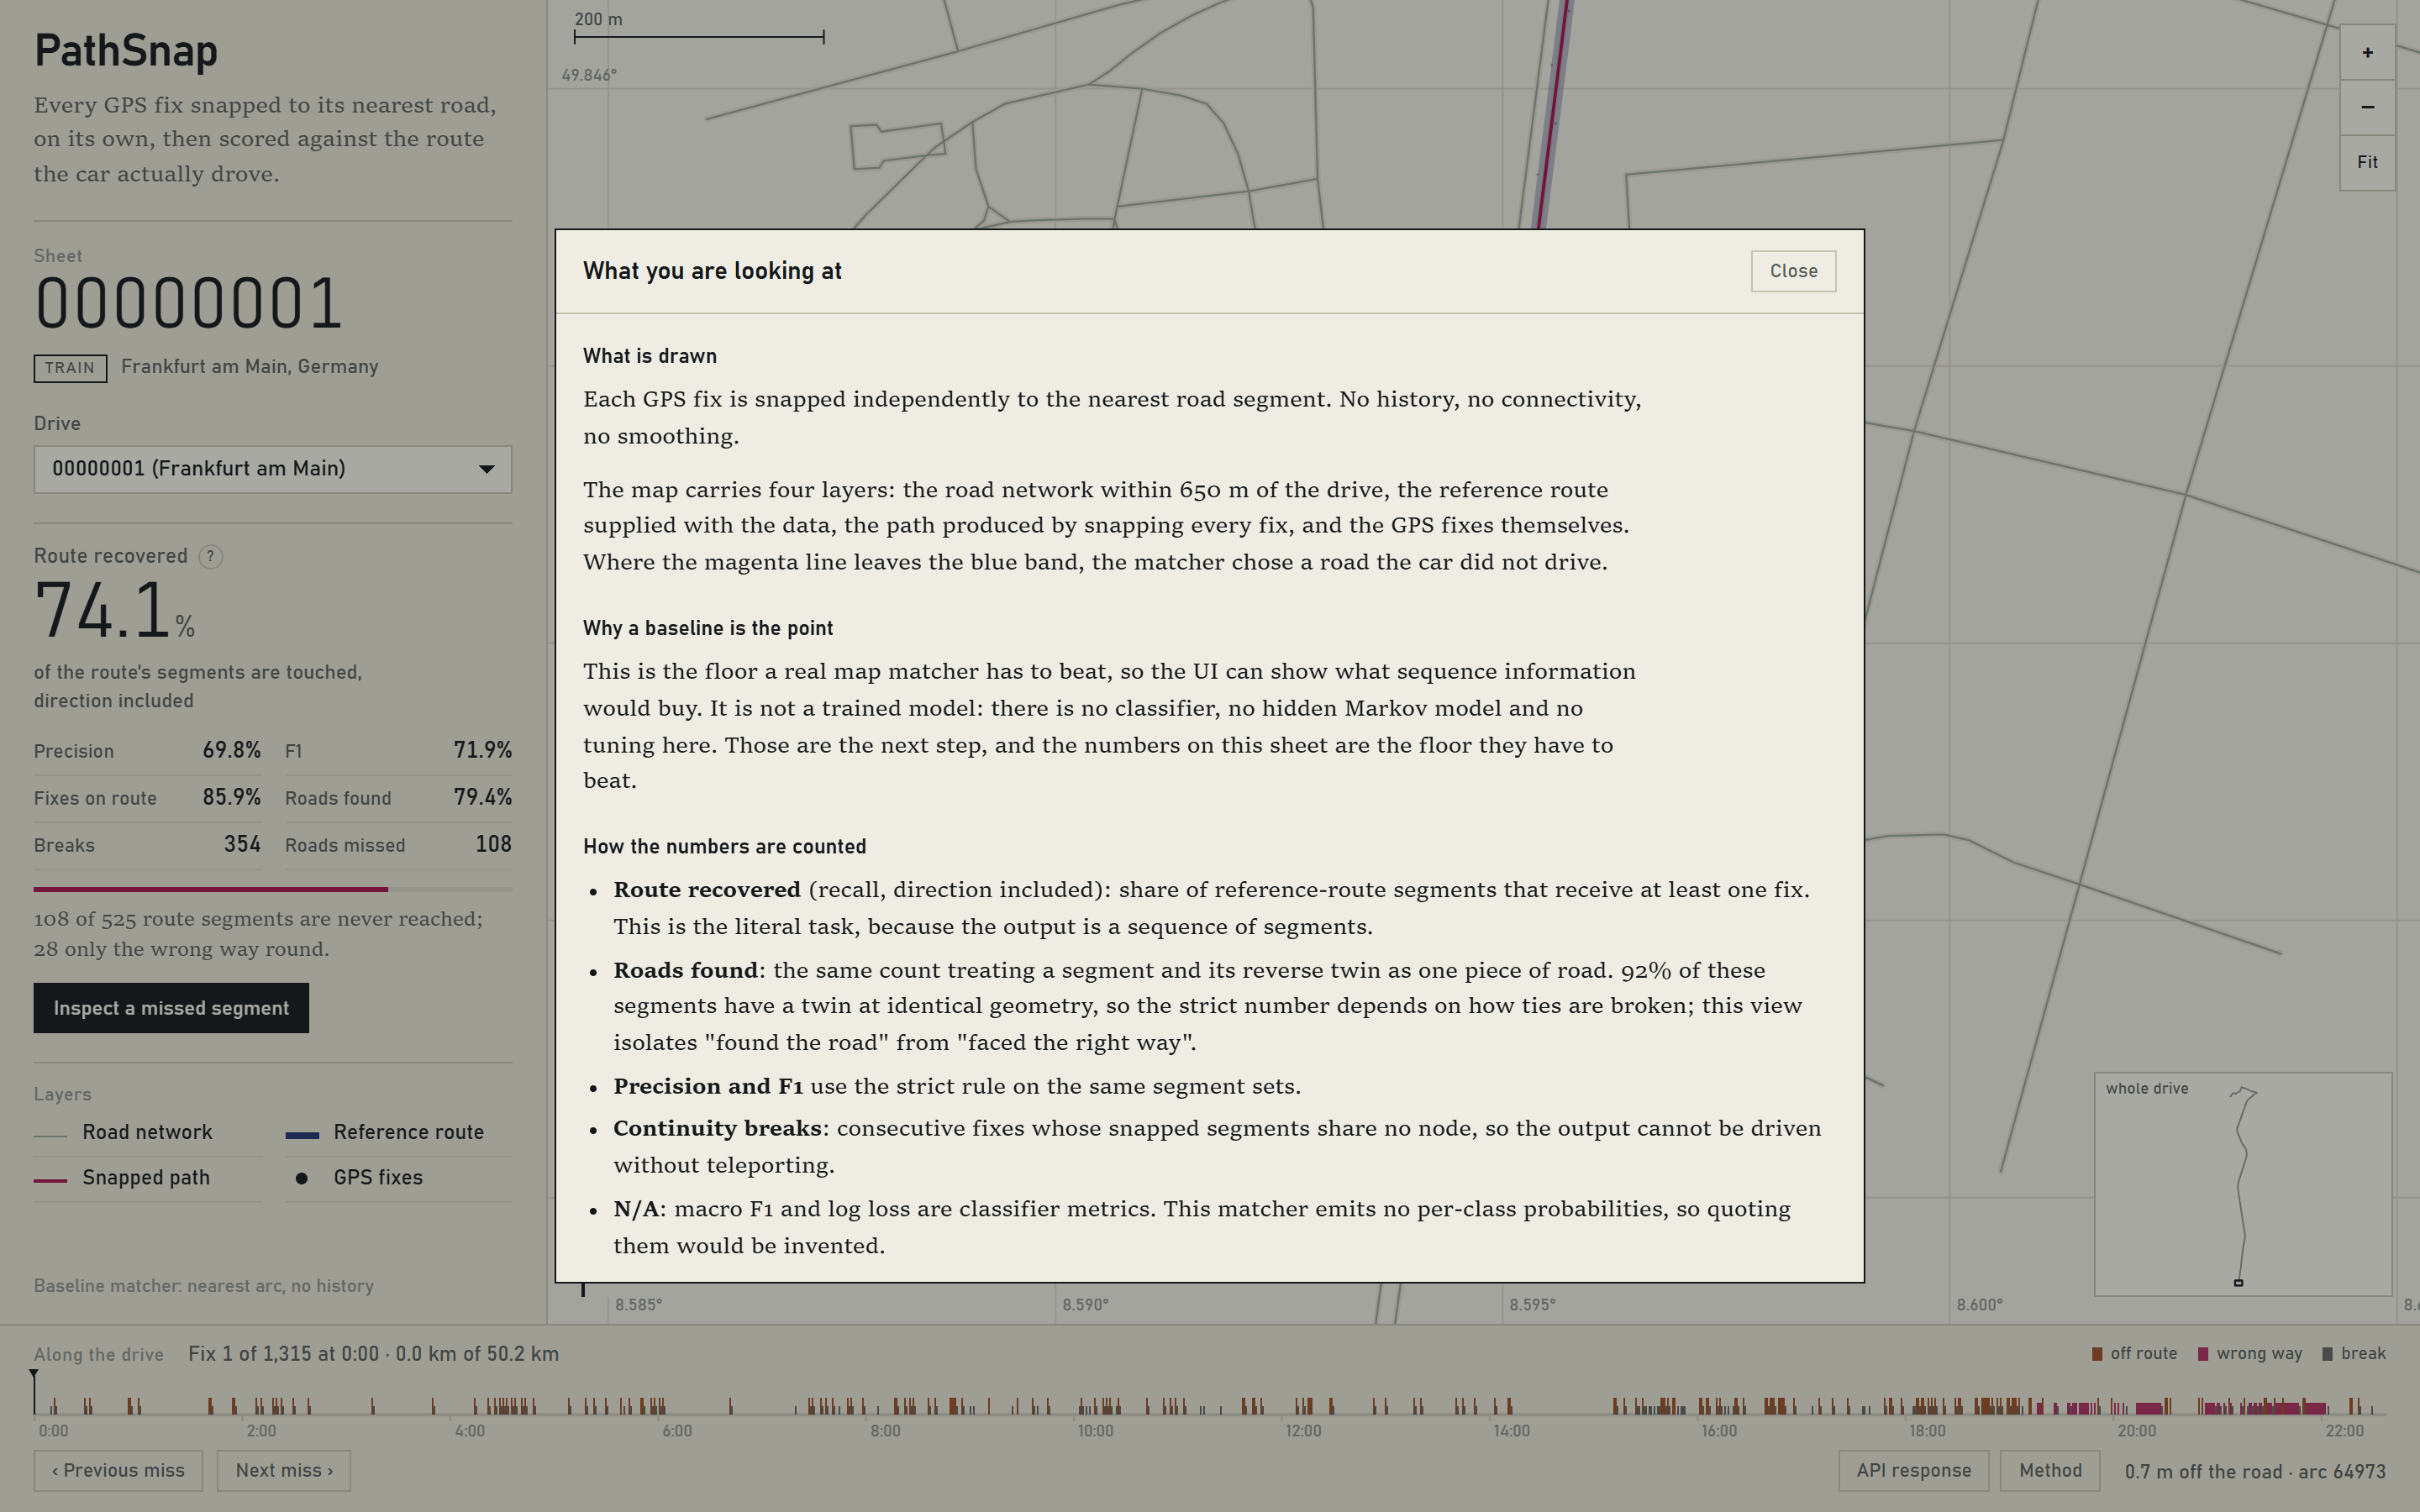 PathSnap
Every GPS fix snapped to its nearest road,
on its own, then scored against the route
the car actually drove.
Sheet
00000001
TRAIN Frankfurt am Main, Germany
Drive
00000001 (Frankfurt am Main)
Route recovered ?
74.1%
of the route's segments are touched,
direction included
Precision 69.8% F1 71.9%
Fixes on route 85.9% Roads found 79.4%
Breaks 354 Roads missed 108
108 of 525 route segments are never reached;
28 only the wrong way round.
Inspect a missed segment
Layers
Road network Reference route
Snapped path GPS fixes
Baseline matcher: nearest arc, no history
200 m
49.846°
+
−
Fit
What you are looking at
Close
What is drawn
Each GPS fix is snapped independently to the nearest road segment. No history, no connectivity,
no smoothing.
The map carries four layers: the road network within 650 m of the drive, the reference route
supplied with the data, the path produced by snapping every fix, and the GPS fixes themselves.
Where the magenta line leaves the blue band, the matcher chose a road the car did not drive.
Why a baseline is the point
This is the floor a real map matcher has to beat, so the UI can show what sequence information
would buy. It is not a trained model: there is no classifier, no hidden Markov model and no
tuning here. Those are the next step, and the numbers on this sheet are the floor they have to
beat.
How the numbers are counted
• Route recovered (recall, direction included): share of reference-route segments that receive at least one fix.
This is the literal task, because the output is a sequence of segments.
• Roads found: the same count treating a segment and its reverse twin as one piece of road. 92% of these
segments have a twin at identical geometry, so the strict number depends on how ties are broken; this view
isolates "found the road" from "faced the right way".
• Precision and F1 use the strict rule on the same segment sets.
• Continuity breaks: consecutive fixes whose snapped segments share no node, so the output cannot be driven
without teleporting.
• N/A: macro F1 and log loss are classifier metrics. This matcher emits no per-class probabilities, so quoting
them would be invented.
whole drive
8.585° 8.590° 8.595° 8.600°
Along the drive Fix 1 of 1,315 at 0:00 · 0.0 km of 50.2 km
off route wrong way break
0:00 2:00 4:00 6:00 8:00 10:00 12:00 14:00 16:00 18:00 20:00 22:00
‹ Previous miss Next miss ›
API response Method 0.7 m off the road · arc 64973